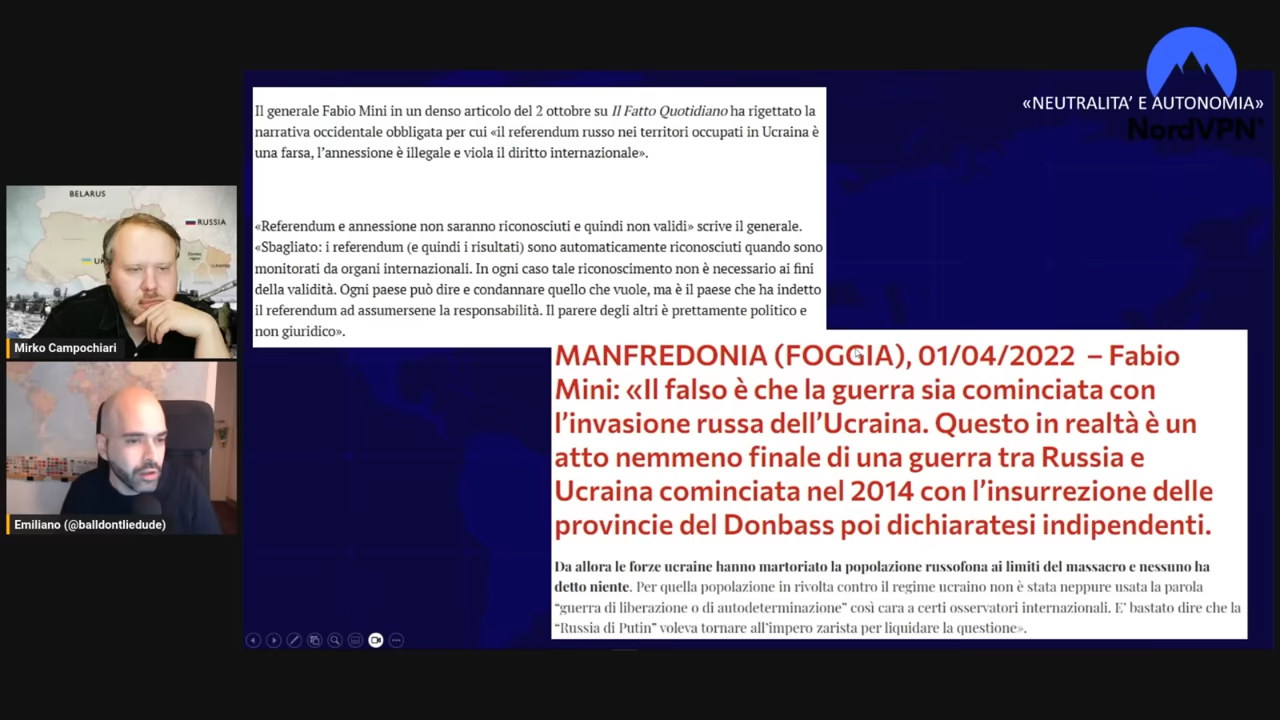 «NEUTRALITA’ E AUTONOMIA»
NordVPN
Il generale Fabio Mini in un denso articolo del 2 ottobre su Il Fatto Quotidiano ha rigettato la
narrativa occidentale obbligata per cui «il referendum russo nei territori occupati in Ucraina è
una farsa, l’annessione è illegale e viola il diritto internazionale».
«Referendum e annessione non saranno riconosciuti e quindi non validi» scrive il generale.
«Sbagliato: i referendum (e quindi i risultati) sono automaticamente riconosciuti quando sono
monitorati da organi internazionali. In ogni caso tale riconoscimento non è necessario ai fini
della validità. Ogni paese può dire e condannare quello che vuole, ma è il paese che ha indetto
il referendum ad assumersene la responsabilità. Il parere degli altri è prettamente politico e
non giuridico».
MANFREDONIA (FOGGIA), 01/04/2022 – Fabio
Mini: «Il falso è che la guerra sia cominciata con
l’invasione russa dell’Ucraina. Questo in realtà è un
atto nemmeno finale di una guerra tra Russia e
Ucraina cominciata nel 2014 con l’insurrezione delle
provincie del Donbass poi dichiaratesi indipendenti.
Da allora le forze ucraine hanno martoriato la popolazione russofona ai limiti del massacro e nessuno ha
detto niente. Per quella popolazione in rivolta contro il regime ucraino non è stata neppure usata la parola
“guerra di liberazione o di autodeterminazione” così cara a certi osservatori internazionali. E’ bastato dire che la
“Russia di Putin” voleva tornare all’impero zarista per liquidare la questione».
BELARUS
RUSSIA
Mirko Campochiari
Emiliano (@balldontliedude)